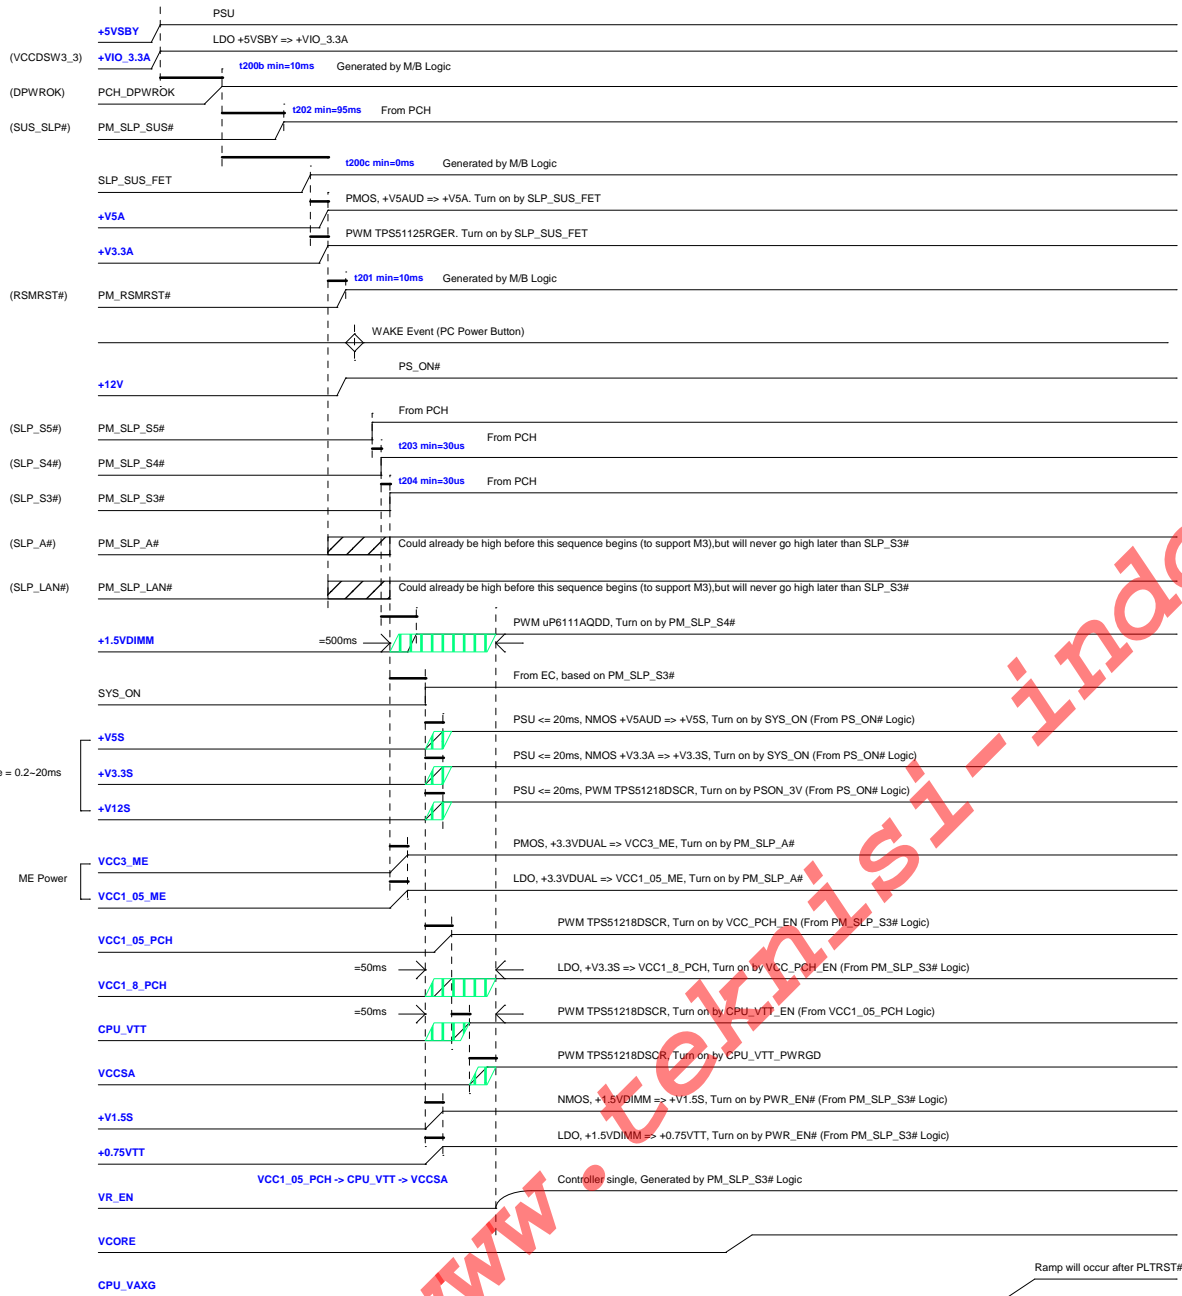 PSU
+5VSBY
LDO +5VSBY => +VIO_3.3A
(VCCDSW3_3) +VIO_3.3A
t200b min=10ms Generated by M/B Logic
(DPWROK) PCH_DPWROK
t202 min=95ms From PCH
(SUS_SLP#) PM_SLP_SUS#
t200c min=0ms Generated by M/B Logic
SLP_SUS_FET
PMOS, +V5AUD => +V5A. Turn on by SLP_SUS_FET
+V5A
PWM TPS51125RGER. Turn on by SLP_SUS_FET
+V3.3A
t201 min=10ms Generated by M/B Logic
(RSMRST#) PM_RSMRST#
WAKE Event (PC Power Button)
PS_ON#
+12V
From PCH
(SLP_S5#) PM_SLP_S5#
t203 min=30us From PCH
(SLP_S4#) PM_SLP_S4#
t204 min=30us From PCH
(SLP_S3#) PM_SLP_S3#
(SLP_A#) PM_SLP_A# Could already be high before this sequence begins (to support M3),but will never go high later than SLP_S3#
(SLP_LAN#) PM_SLP_LAN# Could already be high before this sequence begins (to support M3),but will never go high later than SLP_S3#
PWM uP6111AQDD, Turn on by PM_SLP_S4#
+1.5VDIMM =500ms
From EC, based on PM_SLP_S3#
SYS_ON
PSU <= 20ms, NMOS +V5AUD => +V5S, Turn on by SYS_ON (From PS_ON# Logic)
+V5S
PSU <= 20ms, NMOS +V3.3A => +V3.3S, Turn on by SYS_ON (From PS_ON# Logic)
e = 0.2~20ms
+V3.3S
PSU <= 20ms, PWM TPS51218DSCR, Turn on by PSON_3V (From PS_ON# Logic)
+V12S
PMOS, +3.3VDUAL => VCC3_ME, Turn on by PM_SLP_A#
VCC3_ME
ME Power
LDO, +3.3VDUAL => VCC1_05_ME, Turn on by PM_SLP_A#
VCC1_05_ME
PWM TPS51218DSCR, Turn on by VCC_PCH_EN (From PM_SLP_S3# Logic)
VCC1_05_PCH
=50ms LDO, +V3.3S => VCC1_8_PCH, Turn on by VCC_PCH_EN (From PM_SLP_S3# Logic)
VCC1_8_PCH
=50ms PWM TPS51218DSCR, Turn on by CPU_VTT_EN (From VCC1_05_PCH Logic)
CPU_VTT
PWM TPS51218DSCR, Turn on by CPU_VTT_PWRGD
VCCSA
NMOS, +1.5VDIMM => +V1.5S, Turn on by PWR_EN# (From PM_SLP_S3# Logic)
+V1.5S
LDO, +1.5VDIMM => +0.75VTT, Turn on by PWR_EN# (From PM_SLP_S3# Logic)
+0.75VTT
VCC1_05_PCH -> CPU_VTT -> VCCSA Controller single, Generated by PM_SLP_S3# Logic
VR_EN
VCORE
Ramp will occur after PLTRST#
CPU_VAXG
www.teknisi-indo